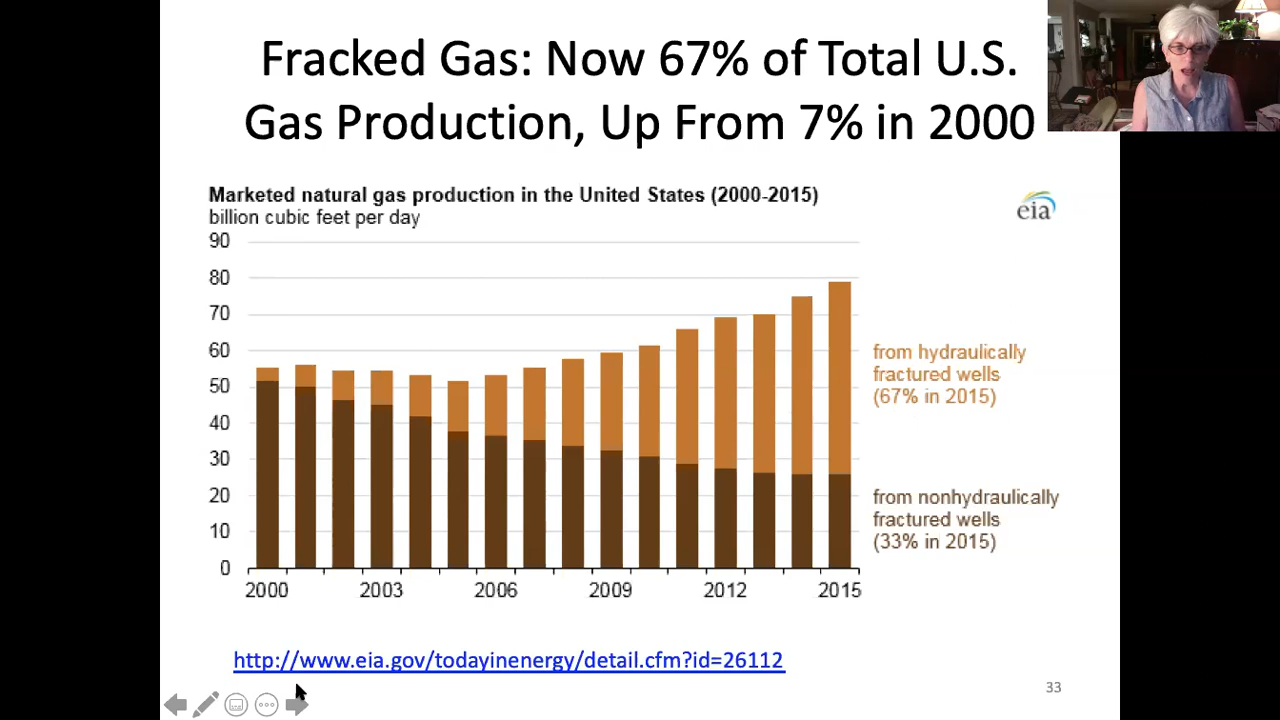 Fracked Gas: Now 67% of Total U.S.
Gas Production, Up From 7% in 2000
Marketed natural gas production in the United States (2000-2015)
billion cubic feet per day
eia
90
80
70
60
50
40
30
20
10
0
2000
2003
2006
2009
2012
2015
from hydraulically
fractured wells
(67% in 2015)
from nonhydraulically
fractured wells
(33% in 2015)
http://www.eia.gov/todayinenergy/detail.cfm?id=26112
33